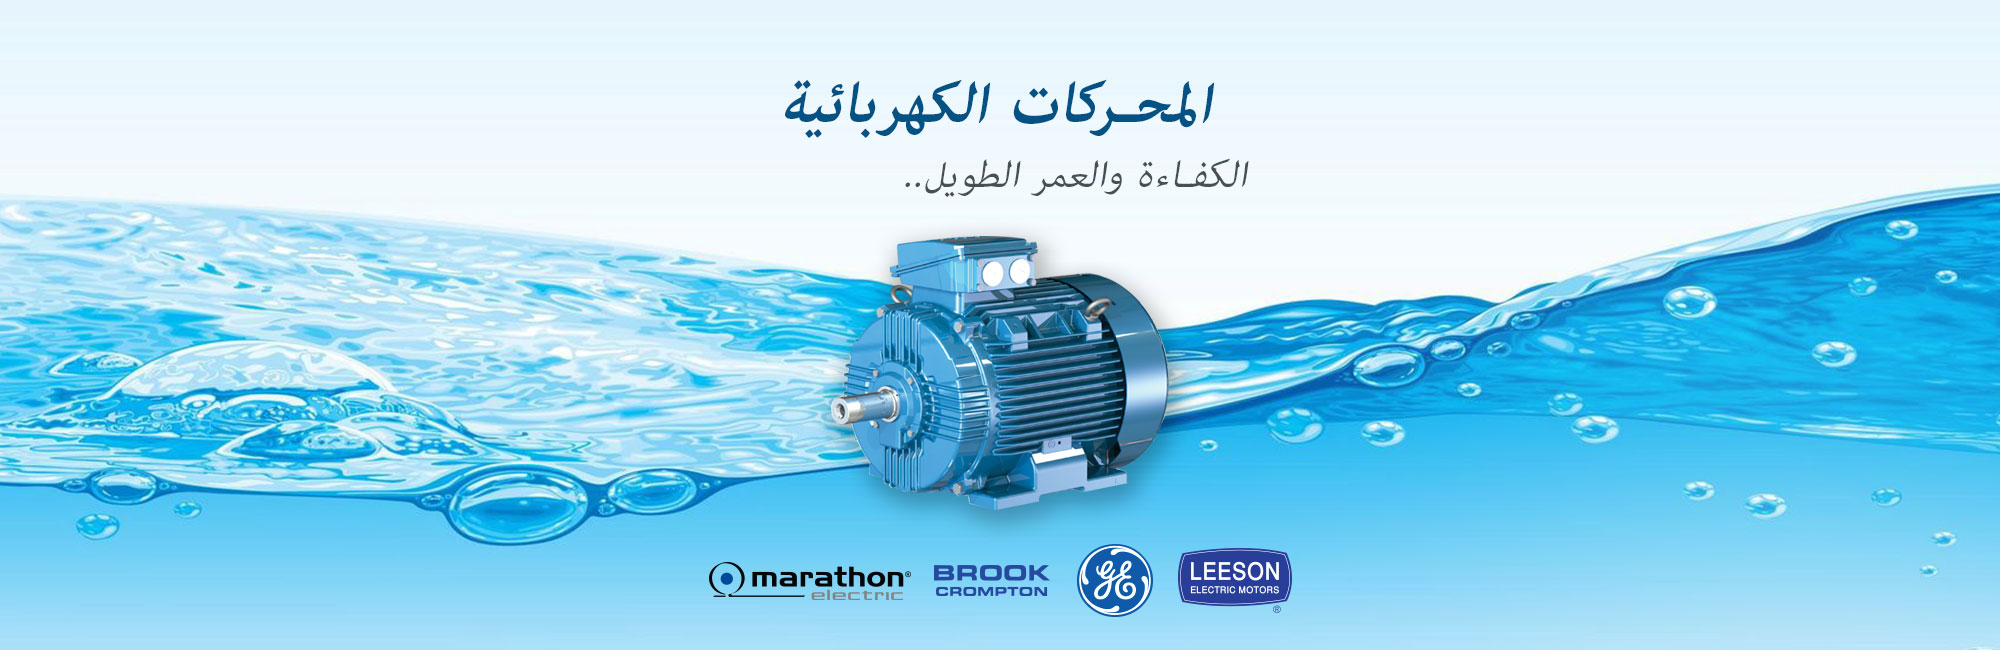 المحـركات الكهربائية
الكفـاءة والعمر الطويل..
marathon®
electric
BROOK
CROMPTON
GE
LEESON
ELECTRIC MOTORS
®